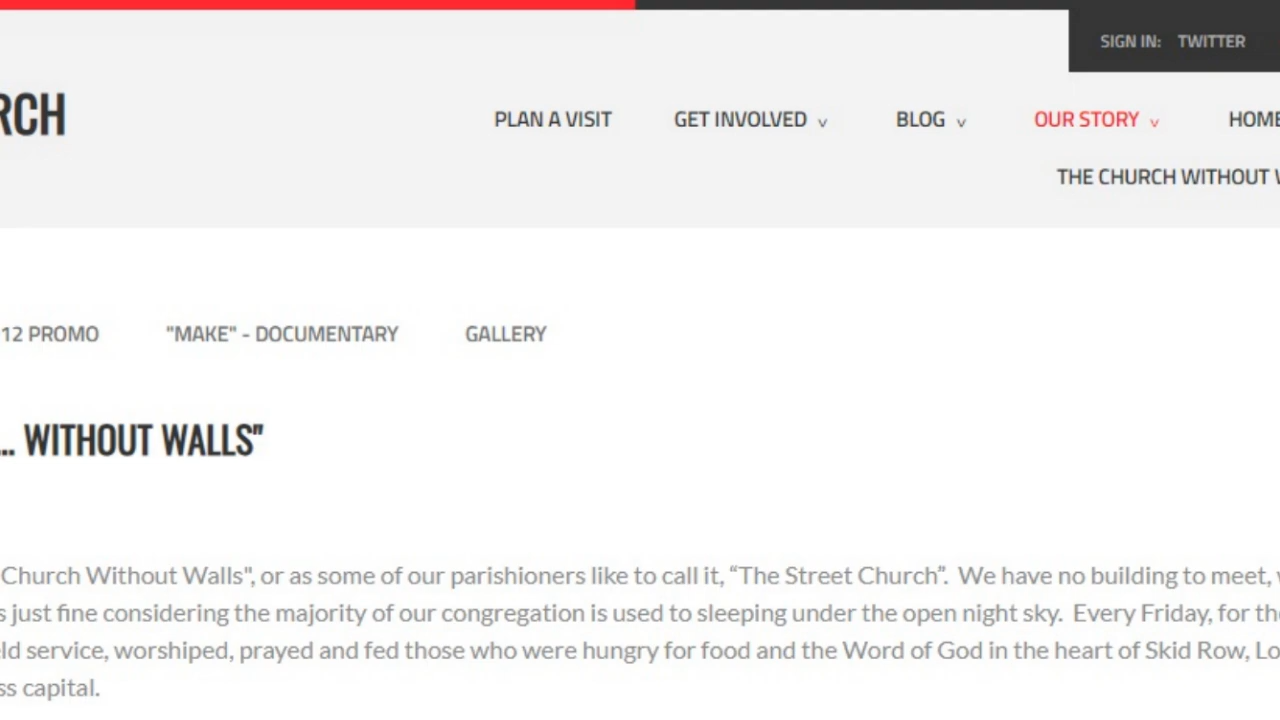 SIGN IN: TWITTER
RCH
PLAN A VISIT GET INVOLVED v BLOG v OUR STORY v HOME
THE CHURCH WITHOUT
12 PROMO "MAKE" - DOCUMENTARY GALLERY
... WITHOUT WALLS"
Church Without Walls", or as some of our parishioners like to call it, “The Street Church”. We have no building to meet,
s just fine considering the majority of our congregation is used to sleeping under the open night sky. Every Friday, for the
ld service, worshiped, prayed and fed those who were hungry for food and the Word of God in the heart of Skid Row, Lo
ss capital.